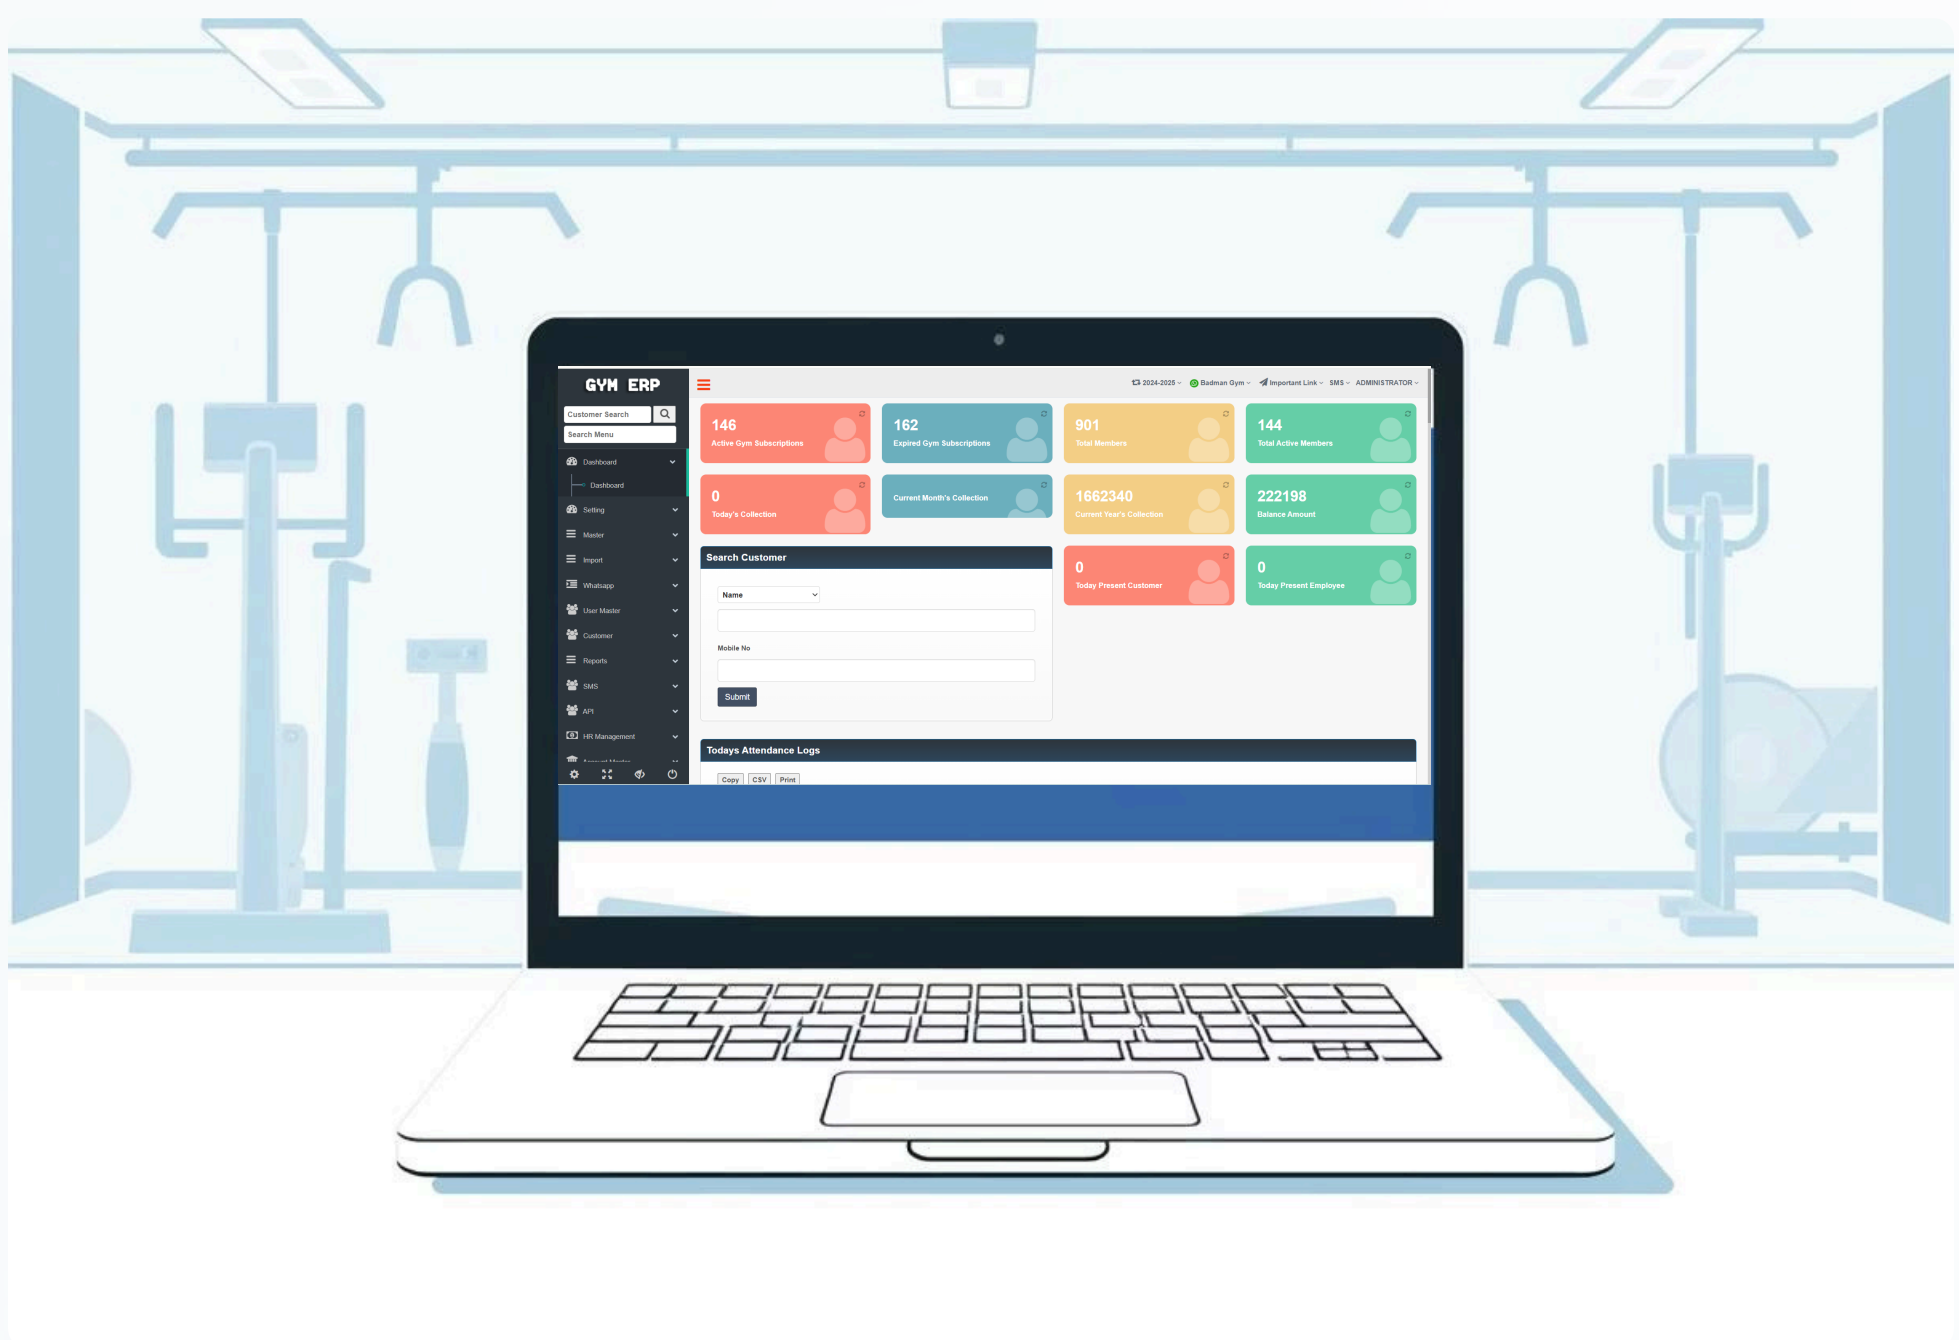 GYM ERP
2024-2025
Badman Gym
Important Link
SMS
ADMINISTRATOR
Customer Search
Search Menu
Dashboard
Dashboard
Setting
Master
Import
Whatsapp
User Master
Customer
Reports
SMS
API
HR Management
Account Master
146
Active Gym Subscriptions
162
Expired Gym Subscriptions
901
Total Members
144
Total Active Members
0
Today's Collection
Current Month's Collection
1662340
Current Year's Collection
222198
Balance Amount
Search Customer
Name
Mobile No
Submit
0
Today Present Customer
0
Today Present Employee
Todays Attendance Logs
Copy CSV Print